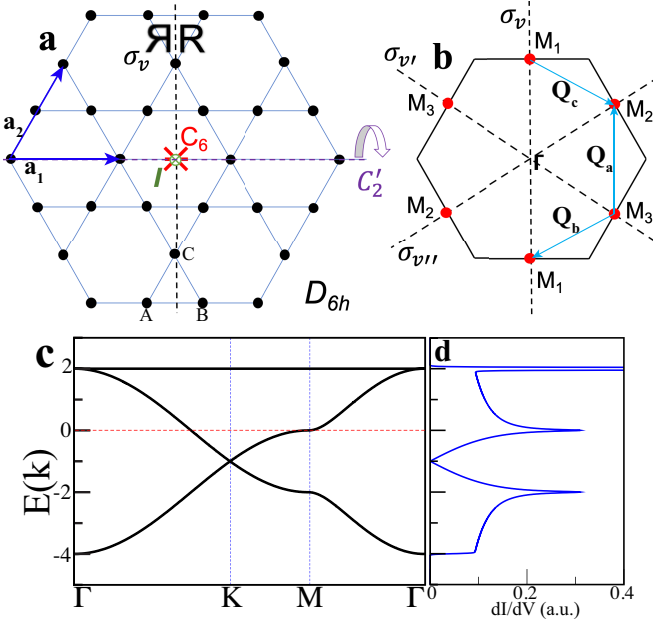 a
R R
σv
a2
a1
C6
I
C′2
C
A B
D6h
b
σv
M1
σv′
Qc
M3
M2
Γ
Qa
M2
M3
Qb
σv″
M1
c
E(k)
2
0
-2
-4
Γ K M Γ
d
0 0.2 0.4
dI/dV (a.u.)